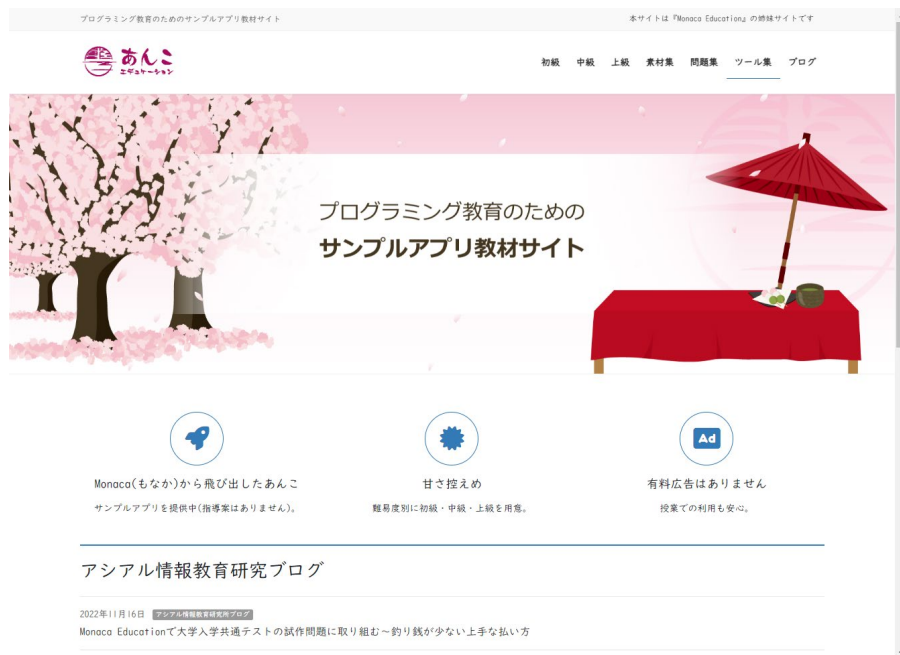 プログラミング教育のためのサンプルアプリ教材サイト
本サイトは『Monaca Education』の姉妹サイトです
あんこ
エデュケーション
初級 中級 上級 素材集 問題集 ツール集 ブログ
プログラミング教育のための
サンプルアプリ教材サイト
Ad
Monaca(もなか)から飛び出したあんこ
サンプルアプリを提供中(指導案はありません)。
甘さ控えめ
難易度別に初級・中級・上級を用意。
有料広告はありません
授業での利用も安心。
アシアル情報教育研究ブログ
2022年11月16日 アシアル情報教育研究所ブログ
Monaca Educationで大学入学共通テストの試作問題に取り組む~釣り銭が少ない上手な払い方